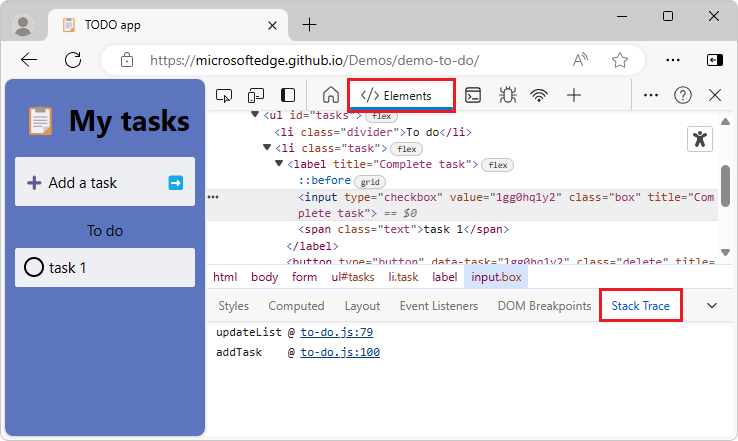 TODO app
https://microsoftedge.github.io/Demos/demo-to-do/
My tasks
Add a task
To do
task 1
Elements
<ul id="tasks"> flex
<li class="divider">To do</li>
<li class="task"> flex
<label title="Complete task"> flex
::before grid
<input type="checkbox" value="1gg0hq1y2" class="box" title="Com
plete task"> == $0
<span class="text">task 1</span>
</label>
<button type="button" data-task="1gg0hq1y2" class="delete" title=
html body form ul#tasks li.task label input.box
Styles Computed Layout Event Listeners DOM Breakpoints Stack Trace
updateList @ to-do.js:79
addTask @ to-do.js:100